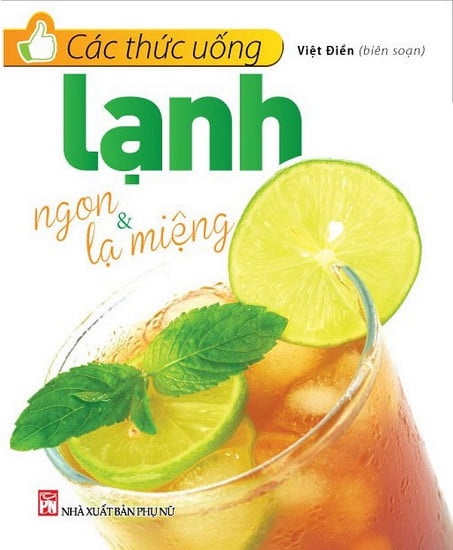 Các thức uống
Việt Điền (biên soạn)
lạnh
ngon &
lạ miệng
PN
NHÀ XUẤT BẢN PHỤ NỮ